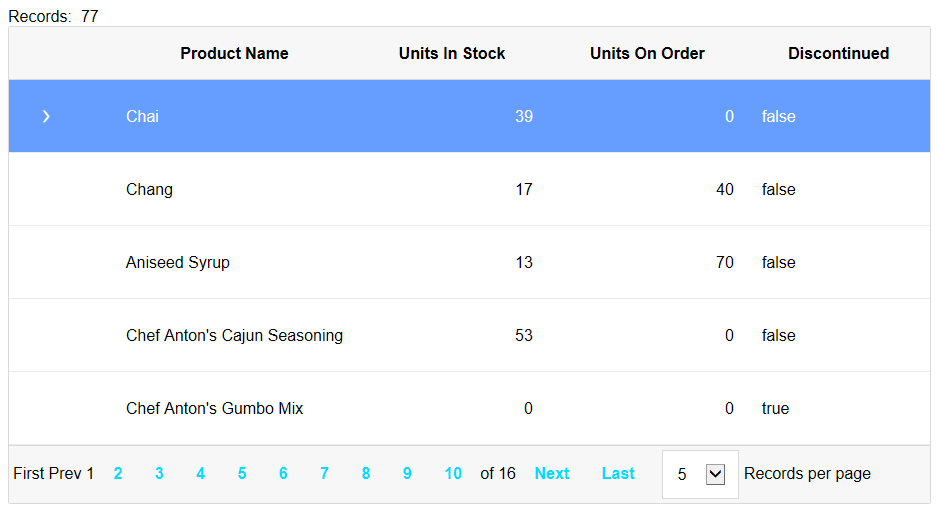 Records: 77
Product Name Units In Stock Units On Order Discontinued
Chai 39 0 false
Chang 17 40 false
Aniseed Syrup 13 70 false
Chef Anton's Cajun Seasoning 53 0 false
Chef Anton's Gumbo Mix 0 0 true
First Prev 1 2 3 4 5 6 7 8 9 10 of 16 Next Last 5 Records per page